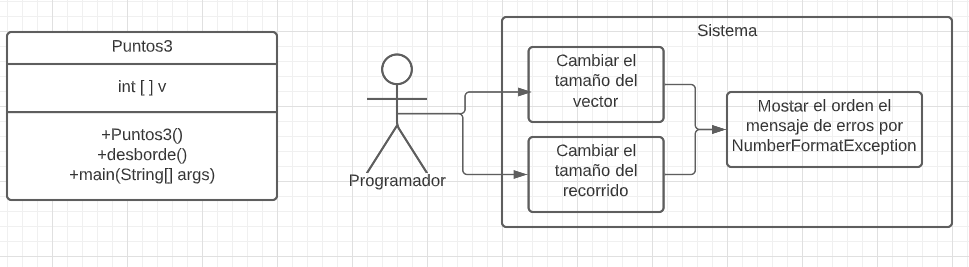 Puntos3
int [ ] v
+Puntos3()
+desborde()
+main(String[] args)
Programador
Sistema
Cambiar el
tamaño del
vector
Cambiar el
tamaño del
recorrido
Mostar el orden el
mensaje de erros por
NumberFormatException